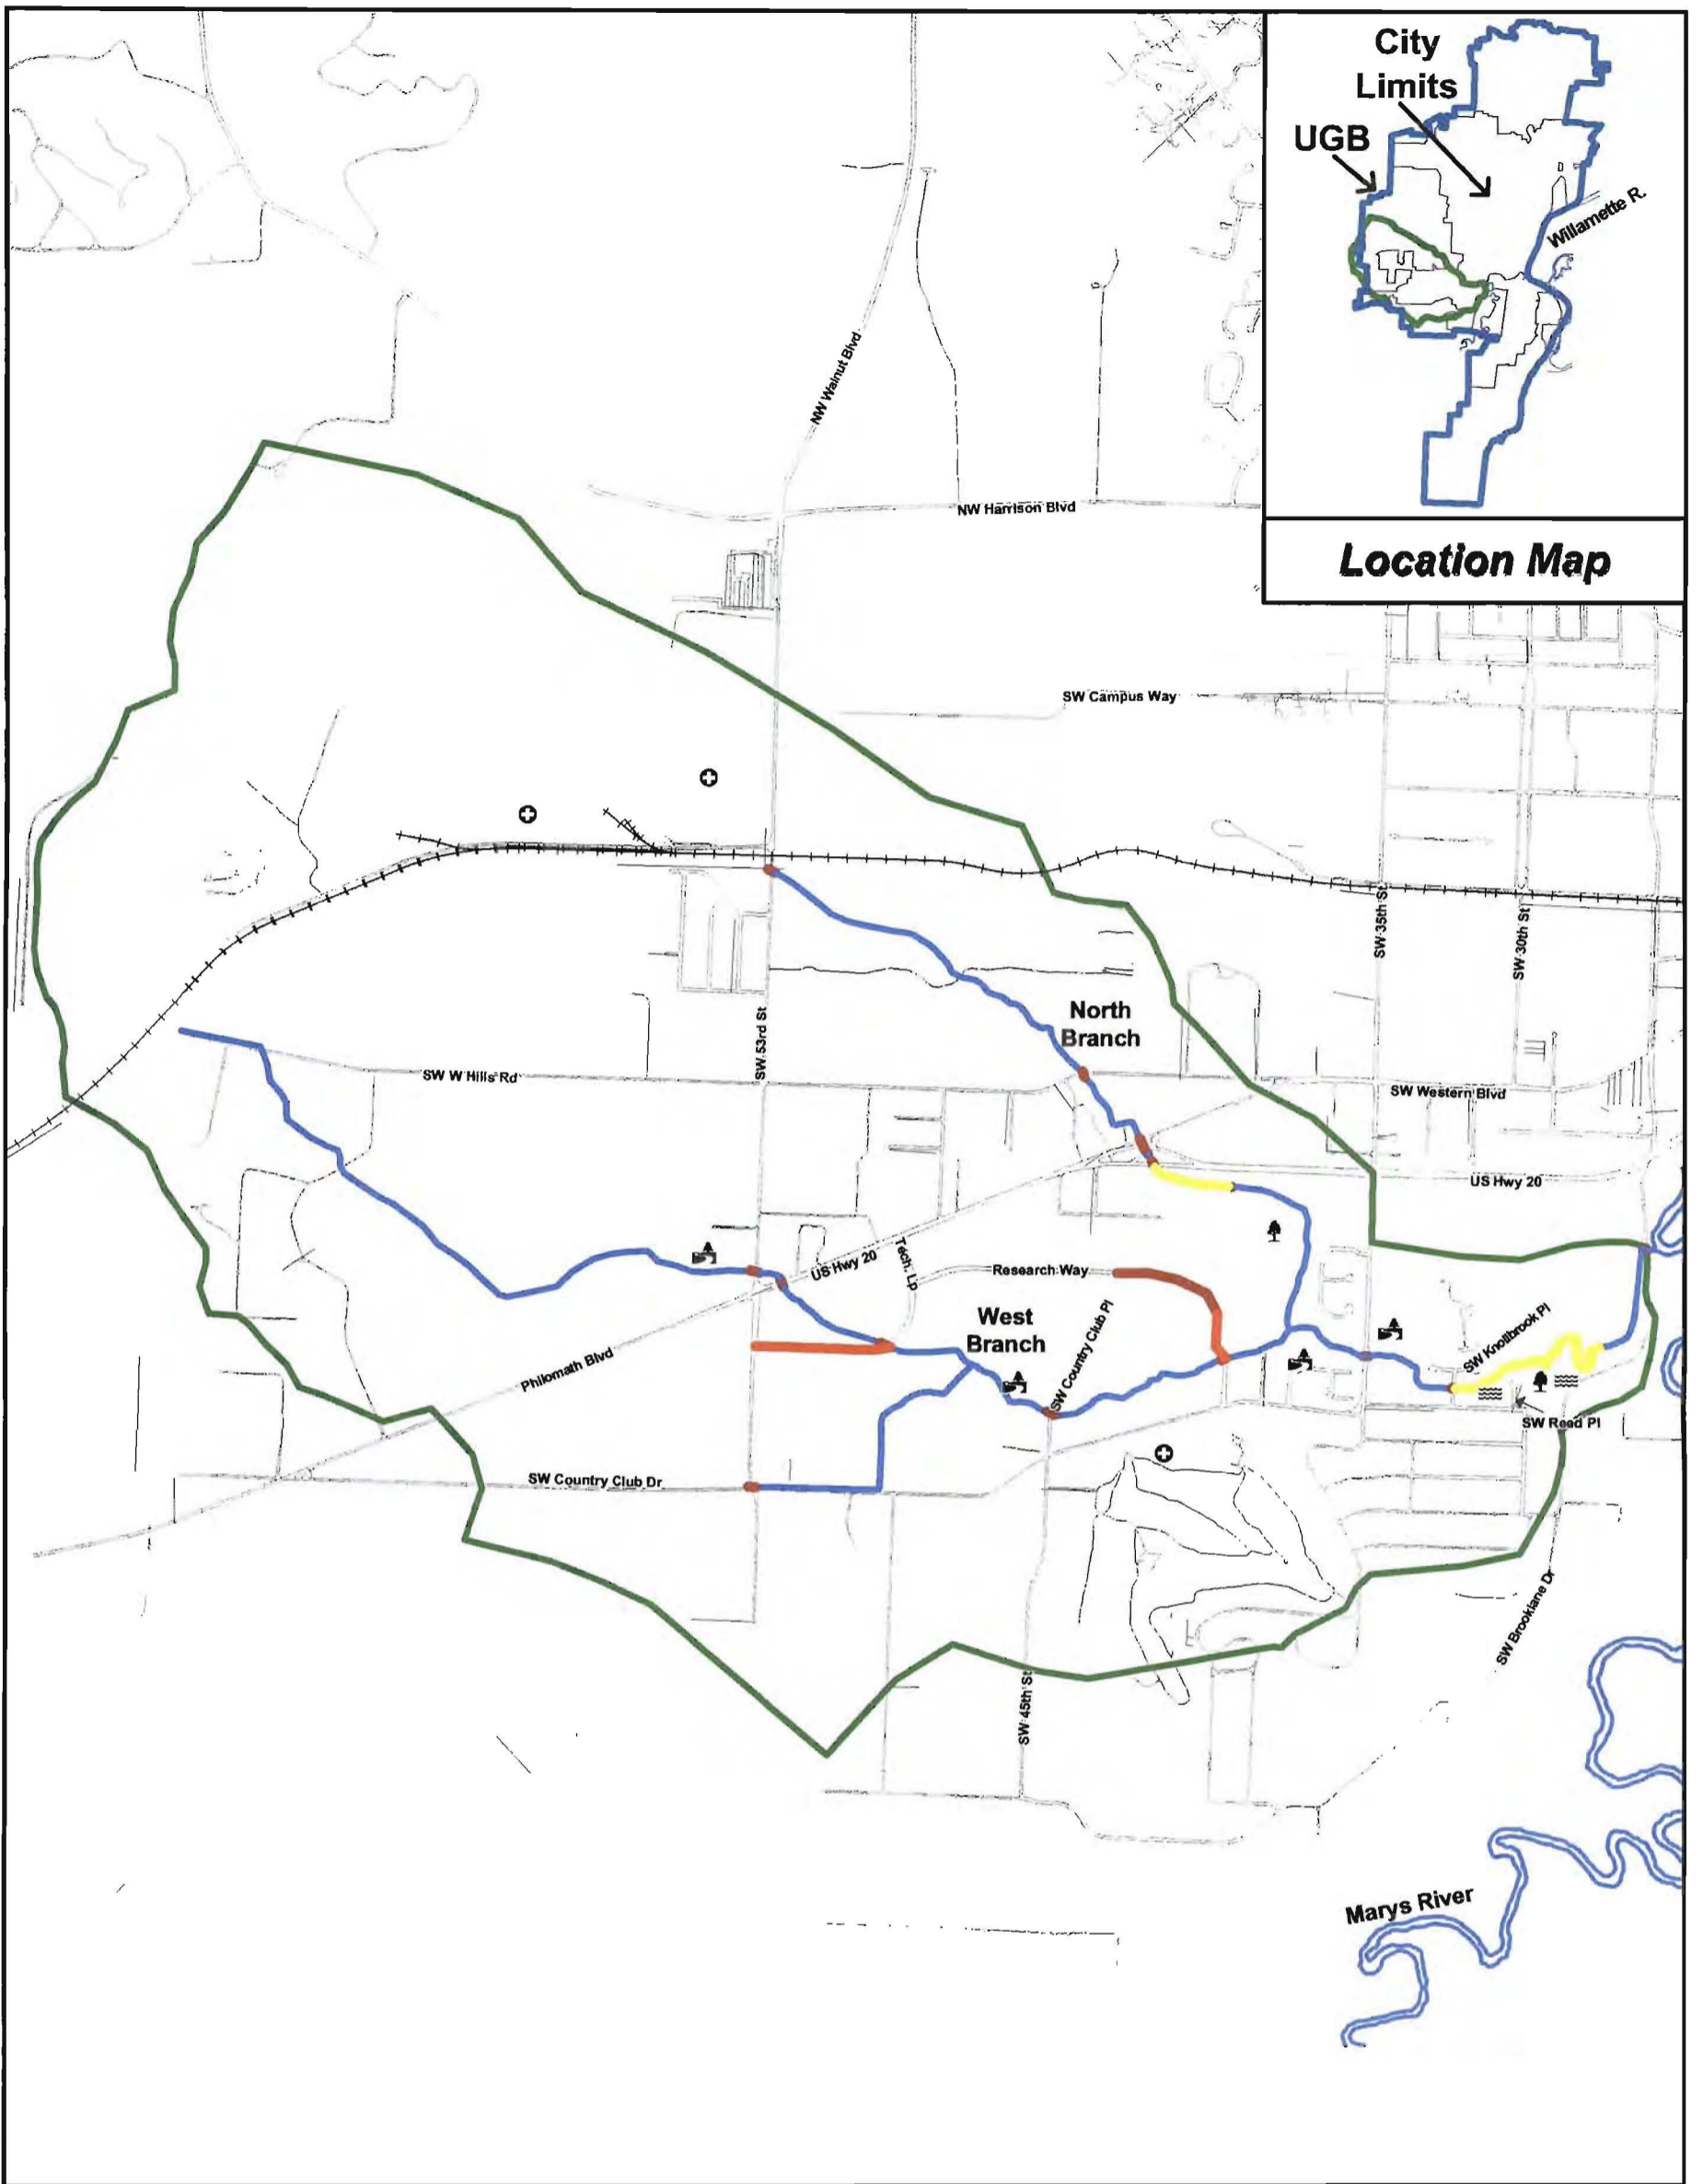 City
Limits
UGB
Willamette R.
Location Map
NW Walnut Blvd
NW Harrison Blvd
SW Campus Way
SW 35th St
SW 30th St
North
Branch
SW 53rd St
SW W Hills Rd
SW Western Blvd
US Hwy 20
US Hwy 20
Tech. Lp
Research Way
West
Branch
SW Country Club Pl
SW Knollbrook Pl
Philomath Blvd
SW Reed Pl
SW Country Club Dr
SW Brooklane Dr
SW 45th St
Marys River